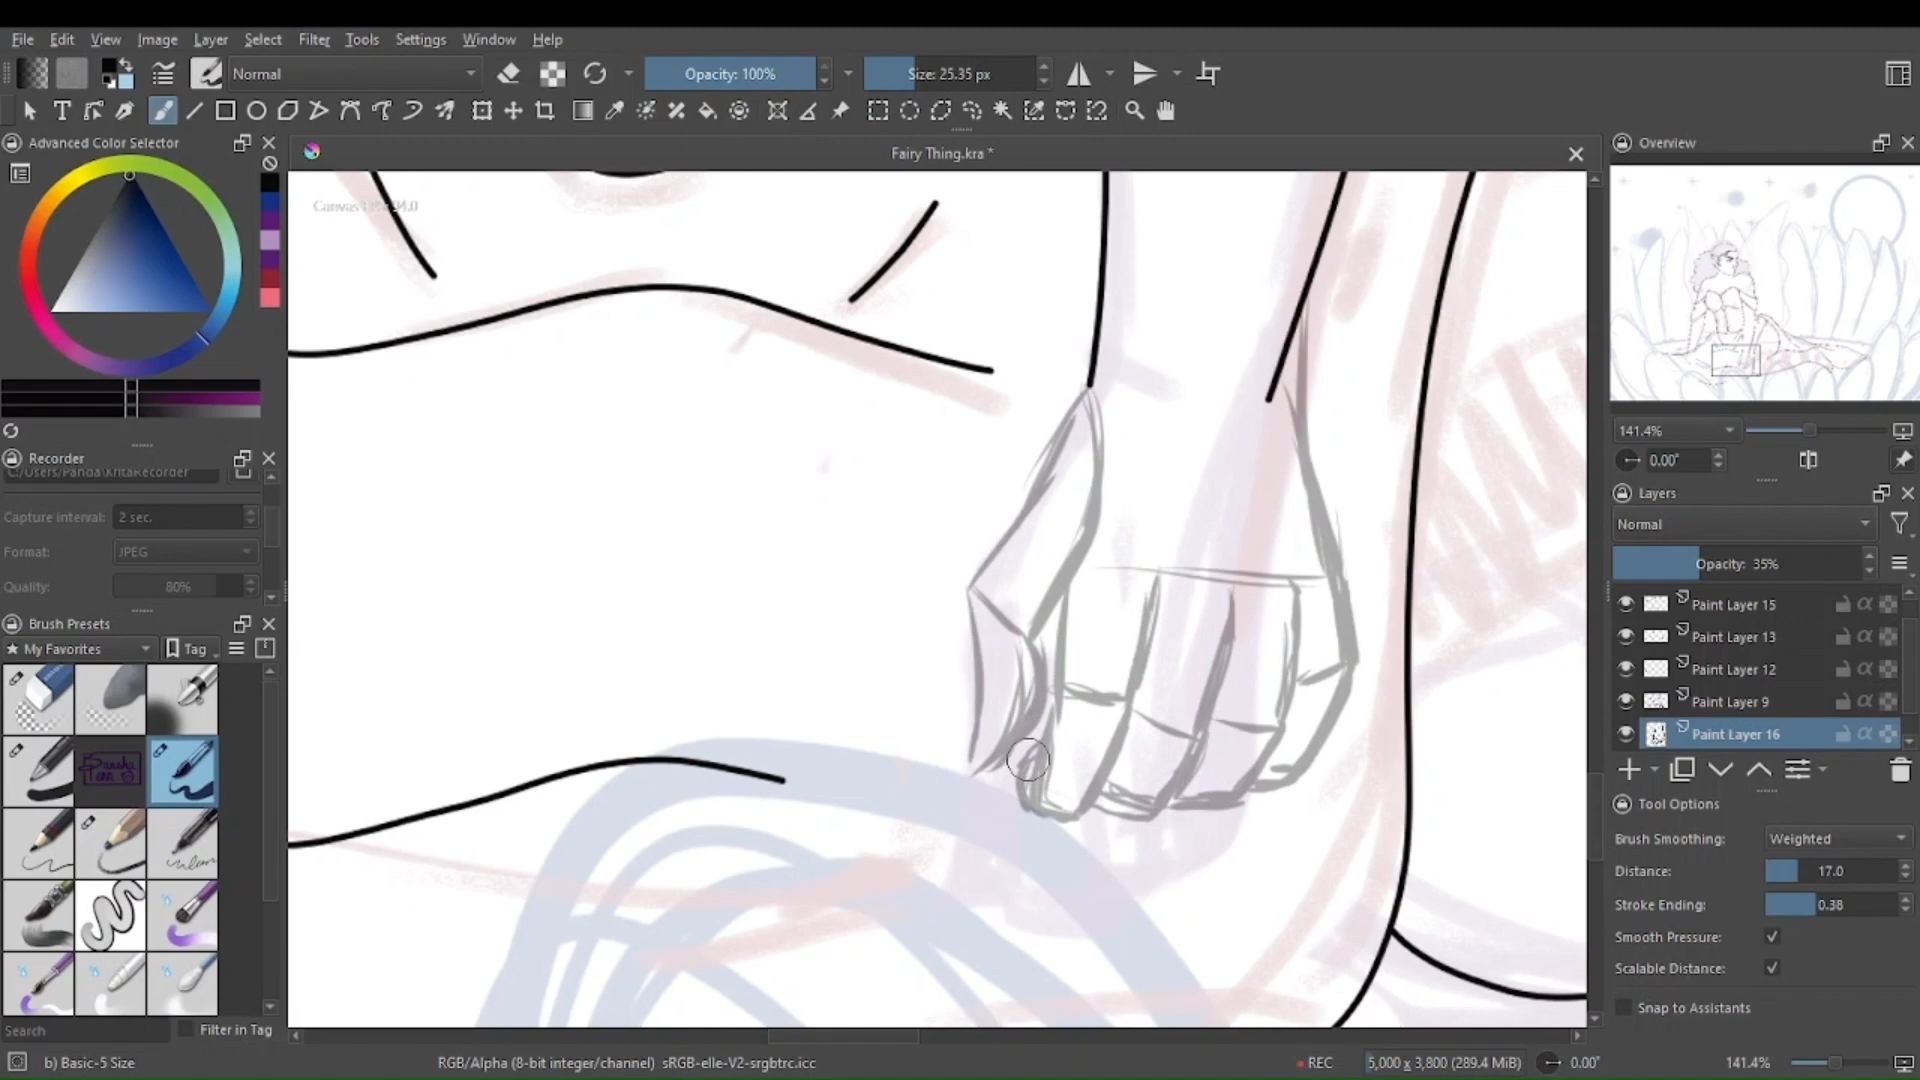 File Edit View Image Layer Select Filter Tools Settings Window Help
Normal Opacity: 100% Size: 25.35 px
Advanced Color Selector
Fairy Thing.kra *
Overview
141.4%
0.00°
Recorder
C:/Users/Panda/KritaRecorder
Capture interval: 2 sec.
Format: JPEG
Quality: 80%
Layers
Normal
Opacity: 35%
Paint Layer 15
Paint Layer 13
Paint Layer 12
Paint Layer 9
Paint Layer 16
Brush Presets
★ My Favorites Tag
Search Filter in Tag
Tool Options
Brush Smoothing: Weighted
Distance: 17.0
Stroke Ending: 0.38
Smooth Pressure:
Scalable Distance:
Snap to Assistants
b) Basic-5 Size RGB/Alpha (8-bit integer/channel) sRGB-elle-V2-srgbtrc.icc REC 5,000 x 3,800 (289.4 MiB) 0.00° 141.4%